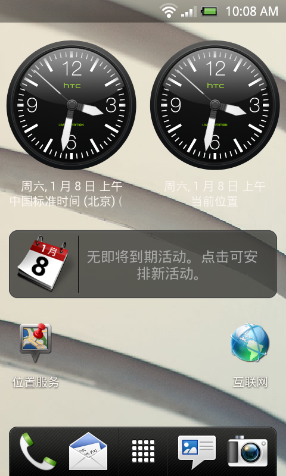 10:08 AM
12
3
6
9
hTC
12
3
6
9
hTC
周六, 1 月 8 日 上午
中国标准时间 (北京) (
周六, 1 月 8 日 上午
当前位置
1月
8
无即将到期活动。点击可安
排新活动。
位置服务
互联网